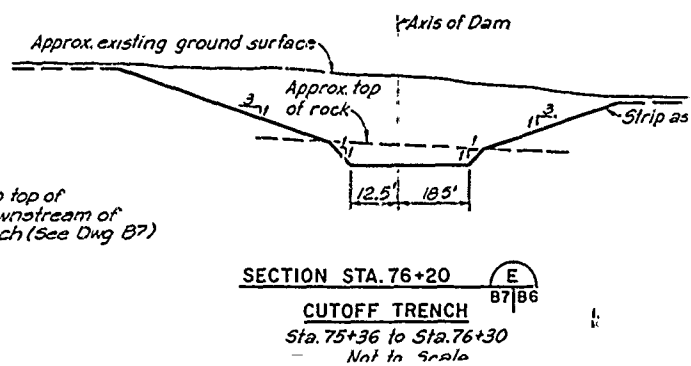 Axis of Dam
Approx. existing ground surface
Approx. top
of rock
3
1
1
3
Strip as
1
1
1
1
12.5'
18.5'
top of
wnstream of
ch (See Dwg B7)
SECTION STA. 76+20
E
B7 B6
CUTOFF TRENCH
Sta. 75+36 to Sta. 76+30
Not to Scale